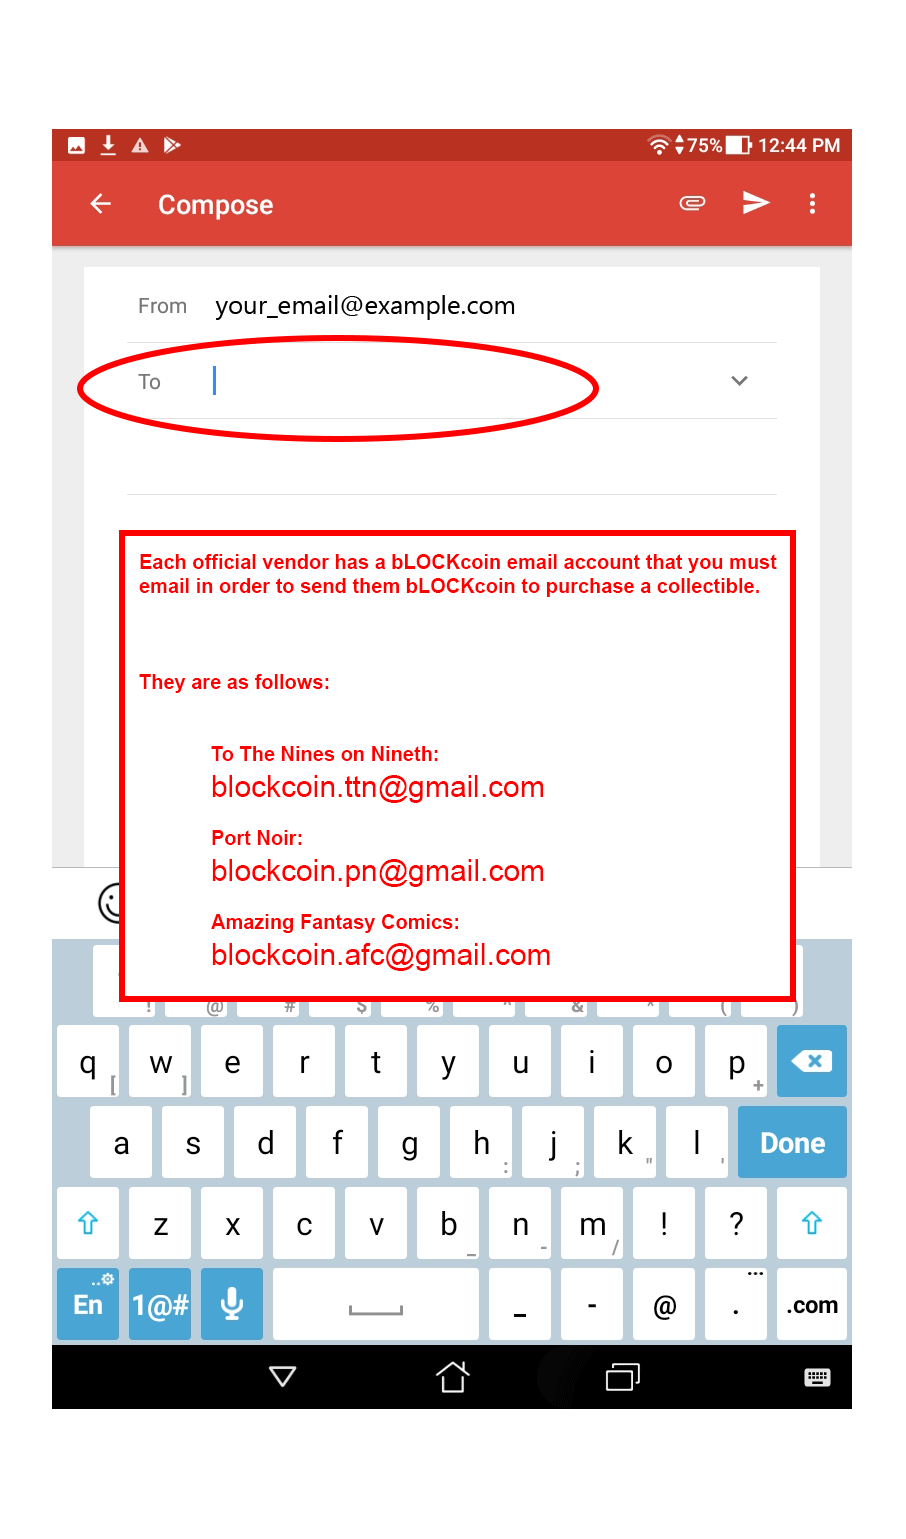 75% 12:44 PM
Compose
From your_email@example.com
To
Each official vendor has a bLOCKcoin email account that you must
email in order to send them bLOCKcoin to purchase a collectible.
They are as follows:
To The Nines on Nineth:
blockcoin.ttn@gmail.com
Port Noir:
blockcoin.pn@gmail.com
Amazing Fantasy Comics:
blockcoin.afc@gmail.com
! @ # $ % ^ & * ( )
q [ w ] e r t y u i o p +
a s d f g h : j ; k " l ' Done
z x c v b _ n - m / ! ?
En 1@# _ - @ . .com